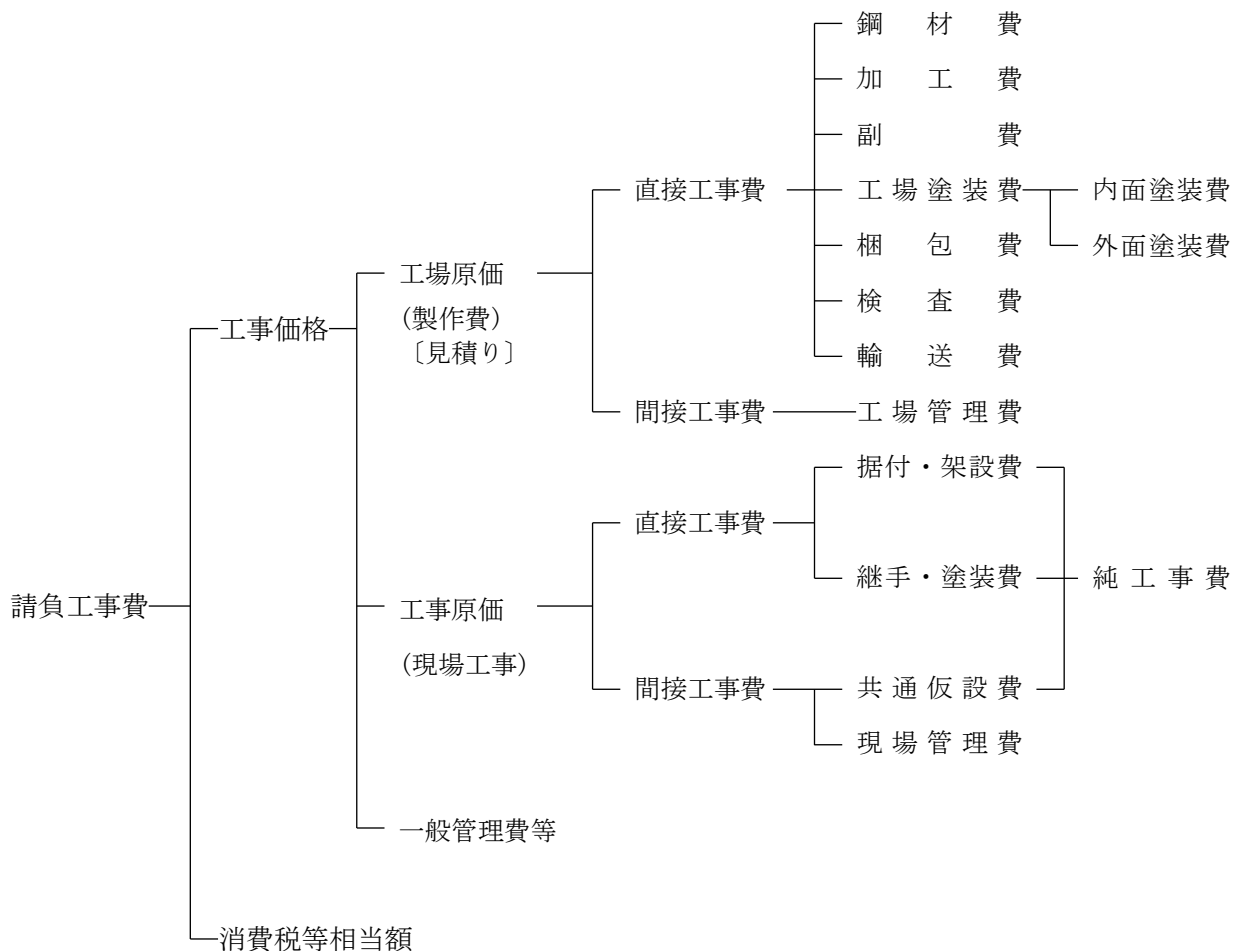 鋼材費
加工費
副費
直接工事費 工場塗装費 内面塗装費
梱包費 外面塗装費
工場原価
(製作費)
検査費
工事価格
〔見積り〕
輸送費
間接工事費 工場管理費
据付・架設費
直接工事費
継手・塗装費 純工事費
請負工事費 工事原価
(現場工事)
間接工事費 共通仮設費
現場管理費
一般管理費等
消費税等相当額